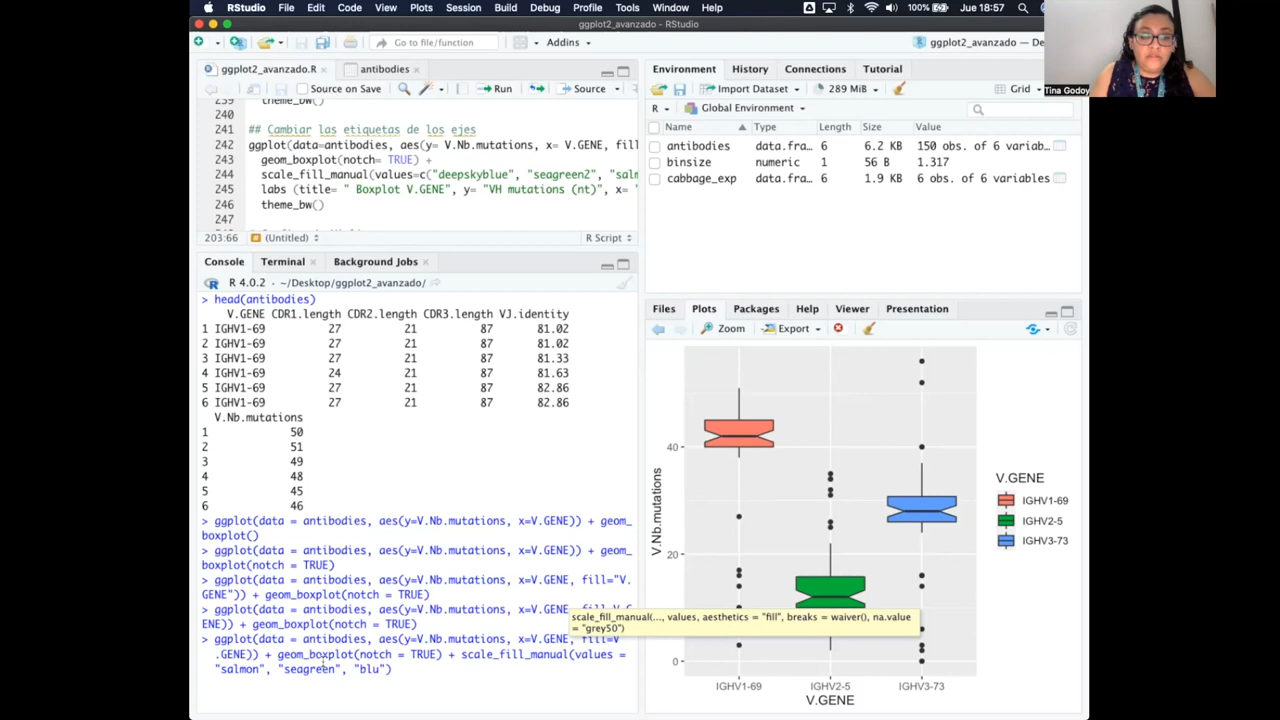 RStudio File Edit Code View Plots Session Build Debug Profile Tools Window Help 100% Jue 18:57
ggplot2_avanzado - RStudio
Go to file/function Addins ggplot2_avanzado — De
Tina Godoy
ggplot2_avanzado.R antibodies
Source on Save Run Source
239 theme_bw()
240
241 ## Cambiar las etiquetas de los ejes
242 ggplot(data=antibodies, aes(y= V.Nb.mutations, x= V.GENE, fill
243 geom_boxplot(notch= TRUE) +
244 scale_fill_manual(values=c("deepskyblue", "seagreen2", "salm
245 labs (title= " Boxplot V.GENE", y= "VH mutations (nt)", x= "
246 theme_bw()
247
203:66 (Untitled) R Script
Console Terminal Background Jobs
R 4.0.2 · ~/Desktop/ggplot2_avanzado/
> head(antibodies)
V.GENE CDR1.length CDR2.length CDR3.length VJ.identity
1 IGHV1-69 27 21 87 81.02
2 IGHV1-69 27 21 87 81.02
3 IGHV1-69 27 21 87 81.33
4 IGHV1-69 24 21 87 81.63
5 IGHV1-69 27 21 87 82.86
6 IGHV1-69 27 21 87 82.86
V.Nb.mutations
1 50
2 51
3 49
4 48
5 45
6 46
> ggplot(data = antibodies, aes(y=V.Nb.mutations, x=V.GENE)) + geom_
boxplot()
> ggplot(data = antibodies, aes(y=V.Nb.mutations, x=V.GENE)) + geom_
boxplot(notch = TRUE)
> ggplot(data = antibodies, aes(y=V.Nb.mutations, x=V.GENE, fill="V.
GENE")) + geom_boxplot(notch = TRUE)
> ggplot(data = antibodies, aes(y=V.Nb.mutations, x=V.GENE, fill=V.G
ENE)) + geom_boxplot(notch = TRUE)
> ggplot(data = antibodies, aes(y=V.Nb.mutations, x=V.GENE, fill=V
.GENE)) + geom_boxplot(notch = TRUE) + scale_fill_manual(values =
"salmon", "seagreen", "blu")
scale_fill_manual(..., values, aesthetics = "fill", breaks = waiver(), na.value
= "grey50")
Environment History Connections Tutorial
Import Dataset 289 MiB Grid
R Global Environment
Name Type Length Size Value
antibodies data.fra… 6 6.2 KB 150 obs. of 6 variab…
binsize numeric 1 56 B 1.317
cabbage_exp data.fra… 6 1.9 KB 6 obs. of 6 variables
Files Plots Packages Help Viewer Presentation
Zoom Export
V.Nb.mutations
40
20
0
IGHV1-69 IGHV2-5 IGHV3-73
V.GENE
V.GENE
IGHV1-69
IGHV2-5
IGHV3-73